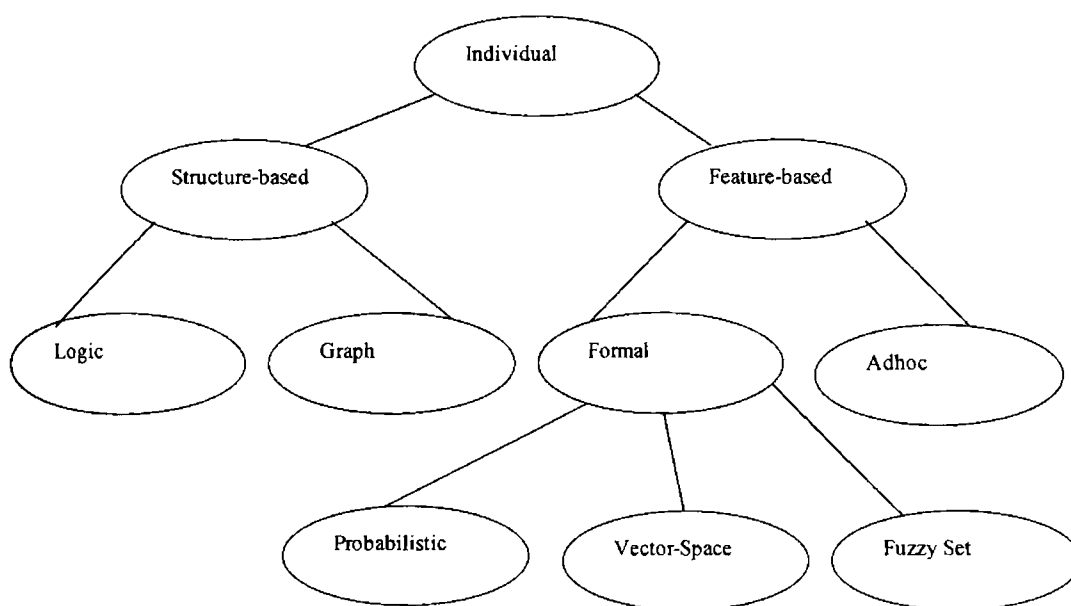 Individual
Structure-based
Feature-based
Logic
Graph
Formal
Adhoc
Probabilistic
Vector-Space
Fuzzy Set